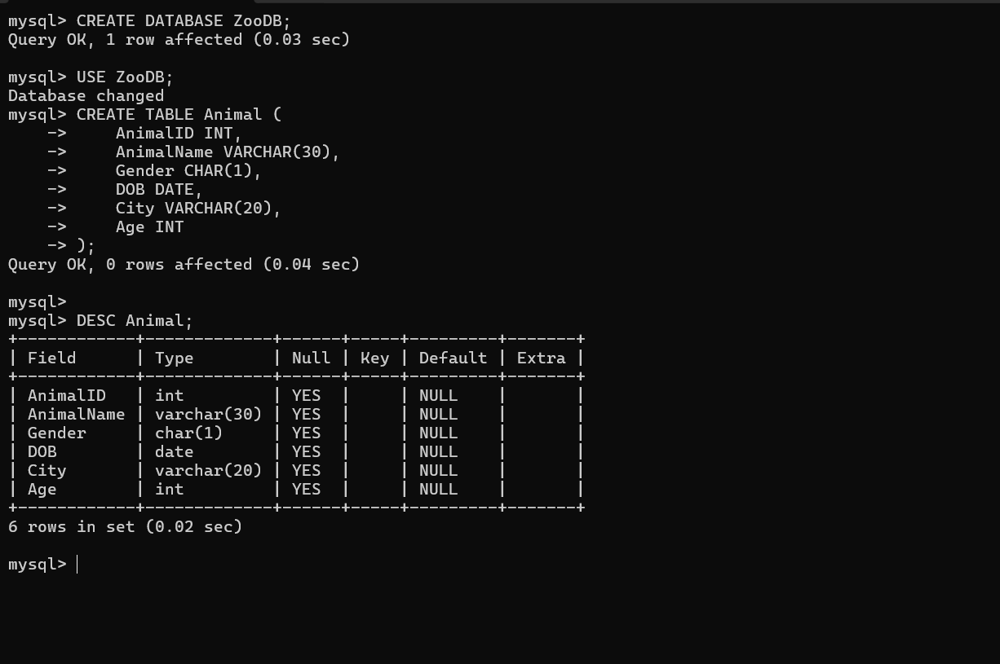 mysql> CREATE DATABASE ZooDB;
Query OK, 1 row affected (0.03 sec)

mysql> USE ZooDB;
Database changed
mysql> CREATE TABLE Animal (
    ->     AnimalID INT,
    ->     AnimalName VARCHAR(30),
    ->     Gender CHAR(1),
    ->     DOB DATE,
    ->     City VARCHAR(20),
    ->     Age INT
    -> );
Query OK, 0 rows affected (0.04 sec)

mysql>
mysql> DESC Animal;
+------------+-------------+------+-----+---------+-------+
| Field      | Type        | Null | Key | Default | Extra |
+------------+-------------+------+-----+---------+-------+
| AnimalID   | int         | YES  |     | NULL    |       |
| AnimalName | varchar(30) | YES  |     | NULL    |       |
| Gender     | char(1)     | YES  |     | NULL    |       |
| DOB        | date        | YES  |     | NULL    |       |
| City       | varchar(20) | YES  |     | NULL    |       |
| Age        | int         | YES  |     | NULL    |       |
+------------+-------------+------+-----+---------+-------+
6 rows in set (0.02 sec)

mysql>